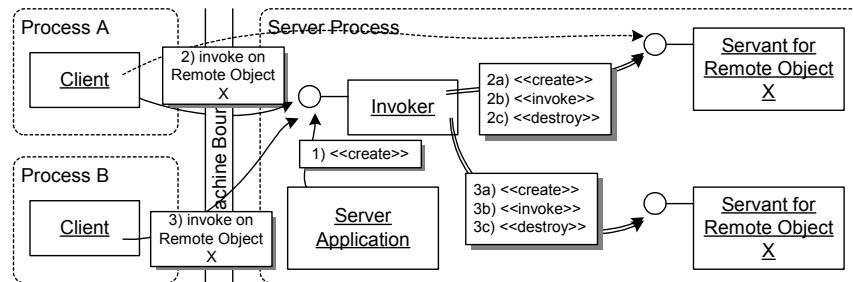 Process A
Server Process
Client
2) invoke on
Remote Object
X
Invoker
2a) <<create>>
2b) <<invoke>>
2c) <<destroy>>
Servant for
Remote Object
X
1) <<create>>
Process B
Client
3) invoke on
Remote Object
X
Server
Application
3a) <<create>>
3b) <<invoke>>
3c) <<destroy>>
Servant for
Remote Object
X